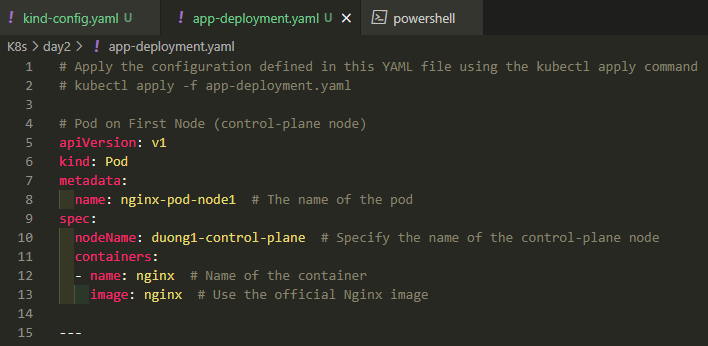 ! kind-config.yaml U ! app-deployment.yaml U × powershell
K8s > day2 > ! app-deployment.yaml
1 # Apply the configuration defined in this YAML file using the kubectl apply command
2 # kubectl apply -f app-deployment.yaml
3
4 # Pod on First Node (control-plane node)
5 apiVersion: v1
6 kind: Pod
7 metadata:
8   name: nginx-pod-node1  # The name of the pod
9 spec:
10   nodeName: duong1-control-plane  # Specify the name of the control-plane node
11   containers:
12   - name: nginx  # Name of the container
13     image: nginx  # Use the official Nginx image
14
15 ---